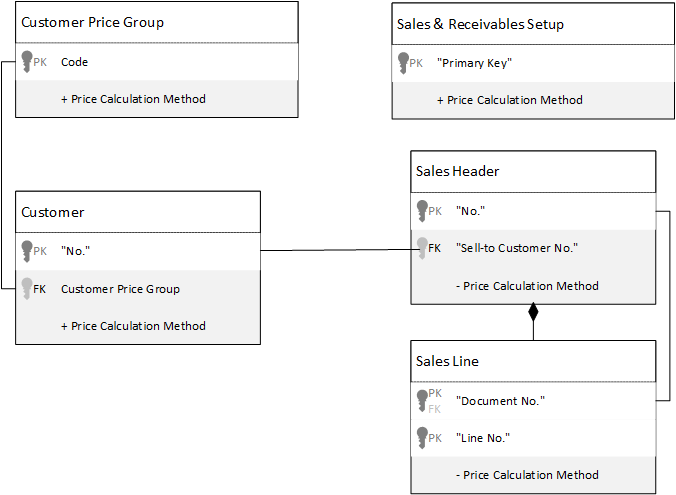 Customer Price Group
PK Code
+ Price Calculation Method
Sales & Receivables Setup
PK "Primary Key"
+ Price Calculation Method
Customer
PK "No."
FK Customer Price Group
+ Price Calculation Method
Sales Header
PK "No."
FK "Sell-to Customer No."
- Price Calculation Method
Sales Line
PK
FK "Document No."
PK "Line No."
- Price Calculation Method